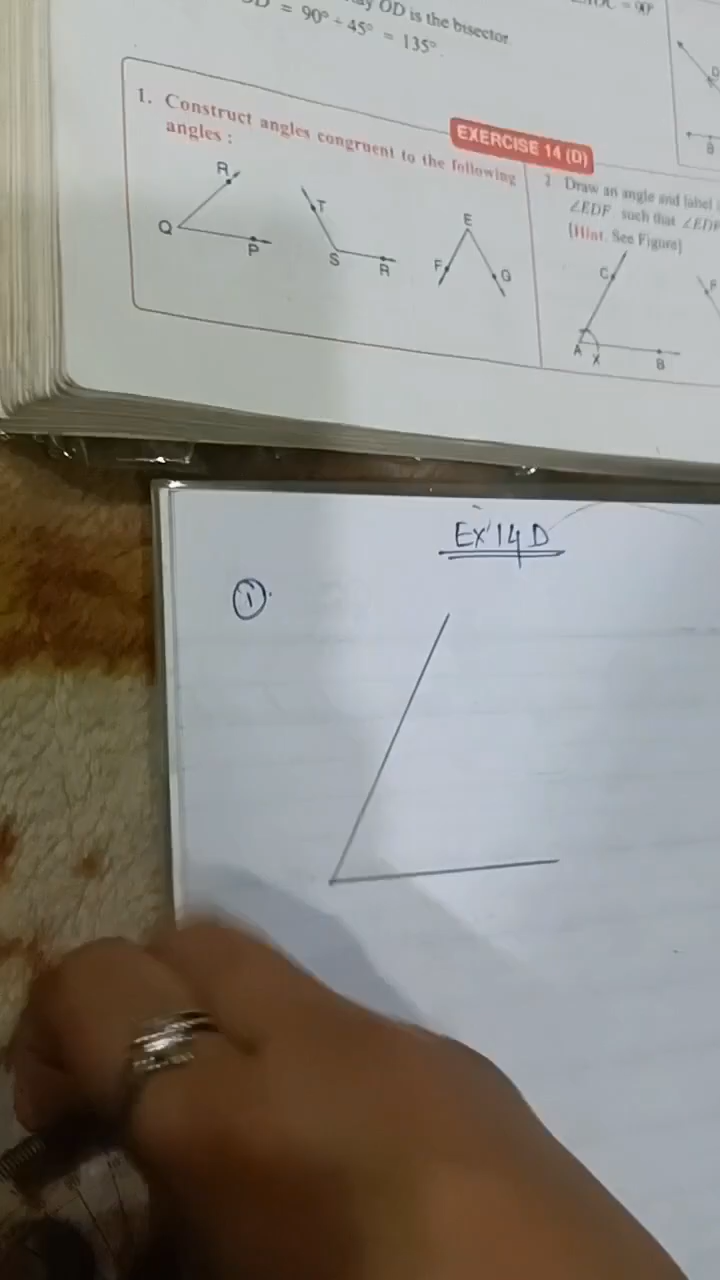 OD is the bisector
= 90° + 45° = 135°.
= 90°
EXERCISE 14 (D)
1. Construct angles congruent to the following
angles :
R
Q
P
T
S
R
E
F
G
2. Draw an angle and label
∠EDF such that
[Hint. See Figure]
C
A
X
B
F
D
B
Ex 14 D
①